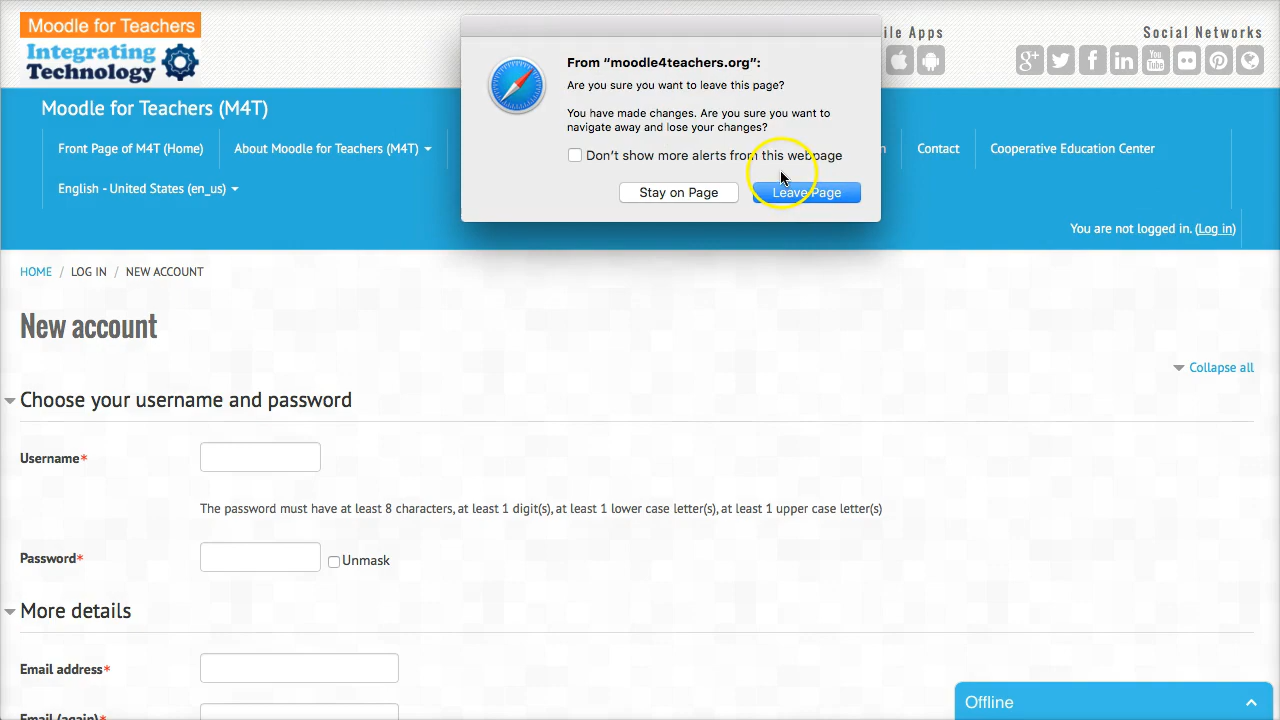 Moodle for Teachers
Integrating
Technology
ile Apps
Social Networks
From “moodle4teachers.org”:
Are you sure you want to leave this page?
You have made changes. Are you sure you want to
navigate away and lose your changes?
Don’t show more alerts from this webpage
Stay on Page
Leave Page
Moodle for Teachers (M4T)
Front Page of M4T (Home)
About Moodle for Teachers (M4T)
n
Contact
Cooperative Education Center
English - United States (en_us)
You are not logged in. (Log in)
HOME / LOG IN / NEW ACCOUNT
New account
Collapse all
Choose your username and password
Username*
The password must have at least 8 characters, at least 1 digit(s), at least 1 lower case letter(s), at least 1 upper case letter(s)
Password*
Unmask
More details
Email address*
Email (again)*
Offline